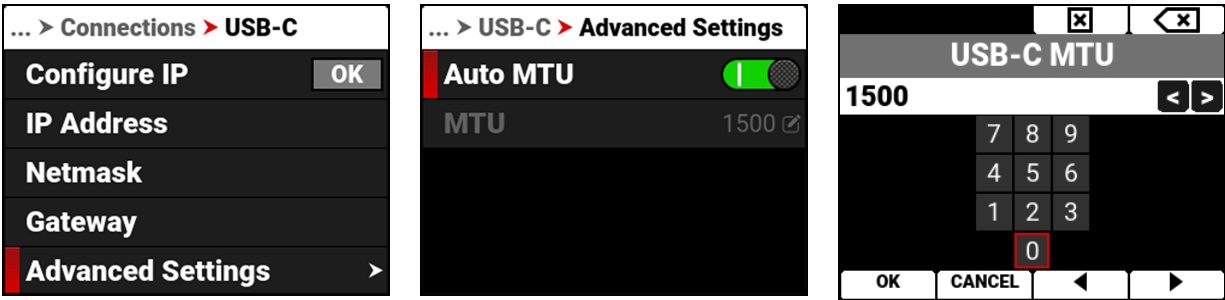 ... > Connections > USB-C
Configure IP OK
IP Address
Netmask
Gateway
Advanced Settings >
... > USB-C > Advanced Settings
Auto MTU
MTU 1500
USB-C MTU
1500 < >
7 8 9
4 5 6
1 2 3
0
OK CANCEL ◀ ▶